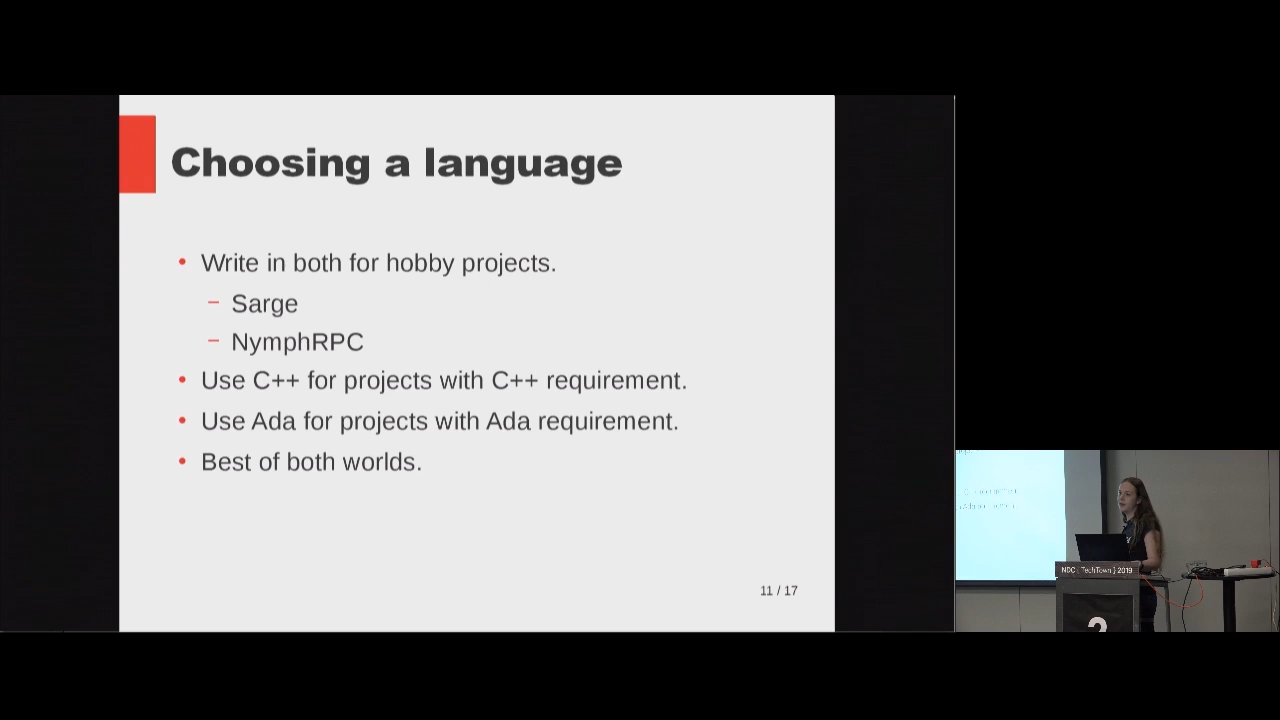 Choosing a language
• Write in both for hobby projects.
– Sarge
– NymphRPC
• Use C++ for projects with C++ requirement.
• Use Ada for projects with Ada requirement.
• Best of both worlds.
11 / 17
NDC { TechTown } 2019
2